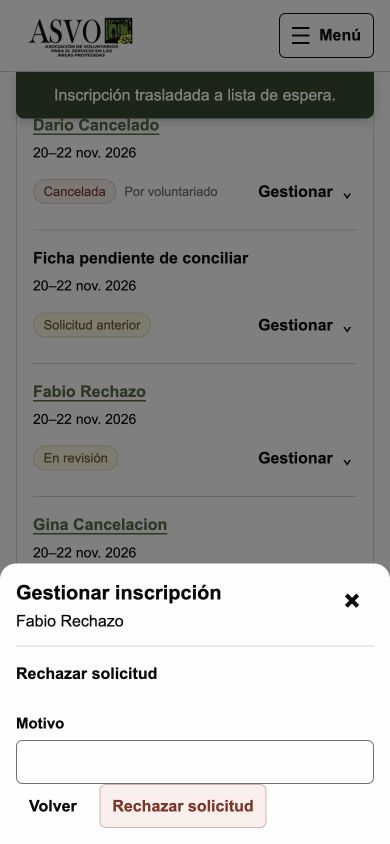 ASVO
ASOCIACIÓN DE VOLUNTARIOS
PARA EL SERVICIO EN LAS
ÁREAS PROTEGIDAS
Menú
Inscripción trasladada a lista de espera.
Dario Cancelado
20–22 nov. 2026
Cancelada Por voluntariado Gestionar
Ficha pendiente de conciliar
20–22 nov. 2026
Solicitud anterior Gestionar
Fabio Rechazo
20–22 nov. 2026
En revisión Gestionar
Gina Cancelacion
20–22 nov. 2026
Gestionar inscripción
Fabio Rechazo
Rechazar solicitud
Motivo
Volver Rechazar solicitud